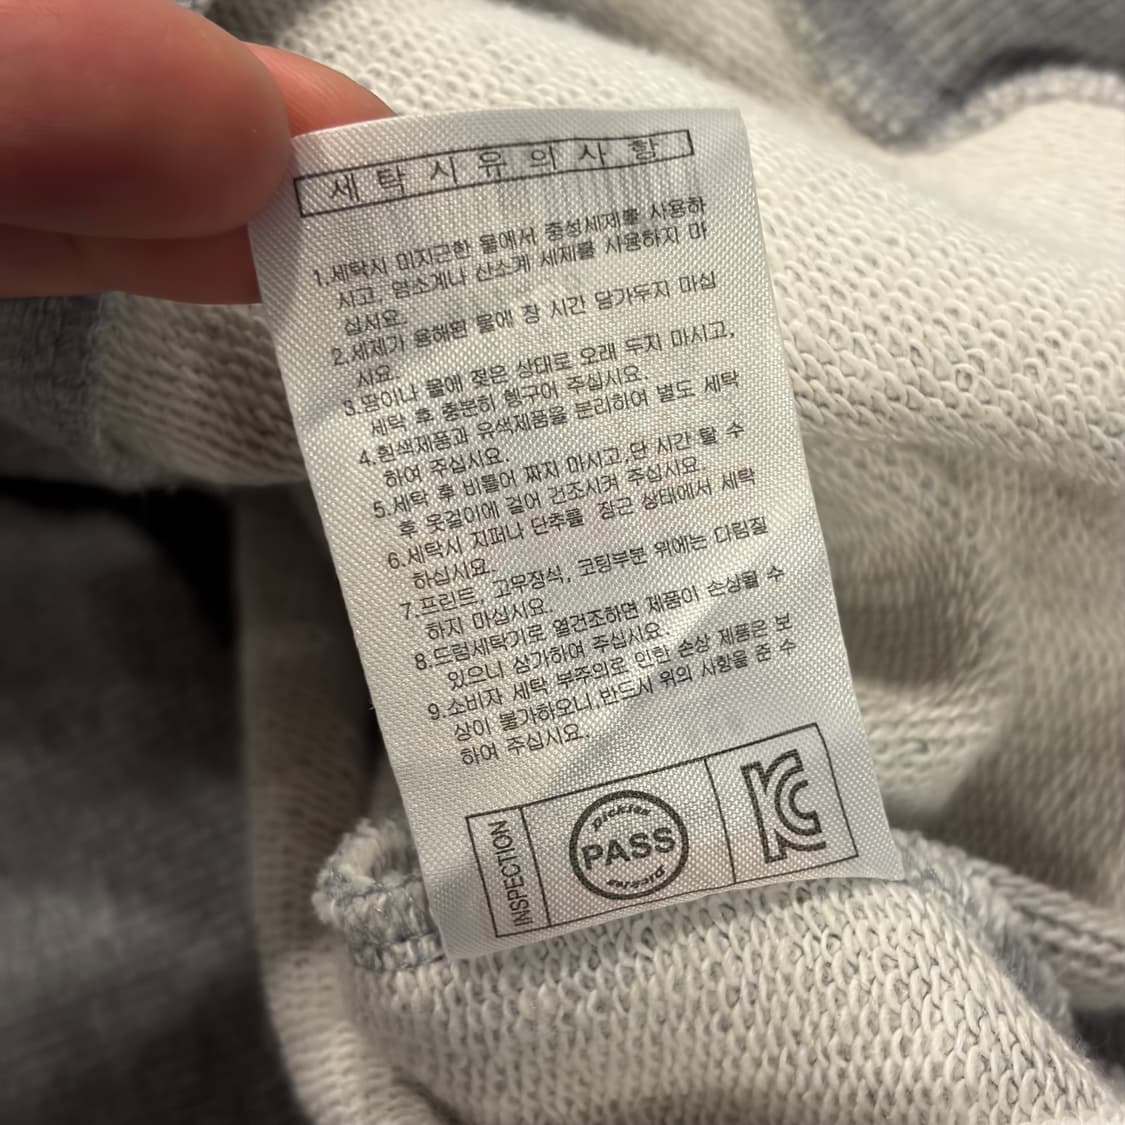 세탁시유의사항
1.세탁시 미지근한 물에서 중성세제를 사용하
시고, 염소계나 산소계 세제를 사용하지 마
십시요.
2.세제가 용해된 물에 장 시간 담가두지 마십
시요.
3.땀이나 물에 젖은 상태로 오래 두지 마시고,
세탁 후 충분히 헹구어 주십시요.
4.흰색제품과 유색제품을 분리하여 별도 세탁
하여 주십시요.
5.세탁 후 비틀어 짜지 마시고,단 시간 탈 수
후 옷걸이에 걸어 건조시켜 주십시요.
6.세탁시 지퍼나 단추를 잠근 상태에서 세탁
하십시요.
7.프린트, 고무장식, 코팅부분 위에는 다림질
하지 마십시요.
8.드럼세탁기로 열건조하면 제품이 손상될 수
있으니 삼가하여 주십시요.
9.소비자 세탁 부주의로 인한 손상 제품은 보
상이 불가하오니,반드시 위의 사항을 준 수
하여 주십시요.
INSPECTION
PASS
KC